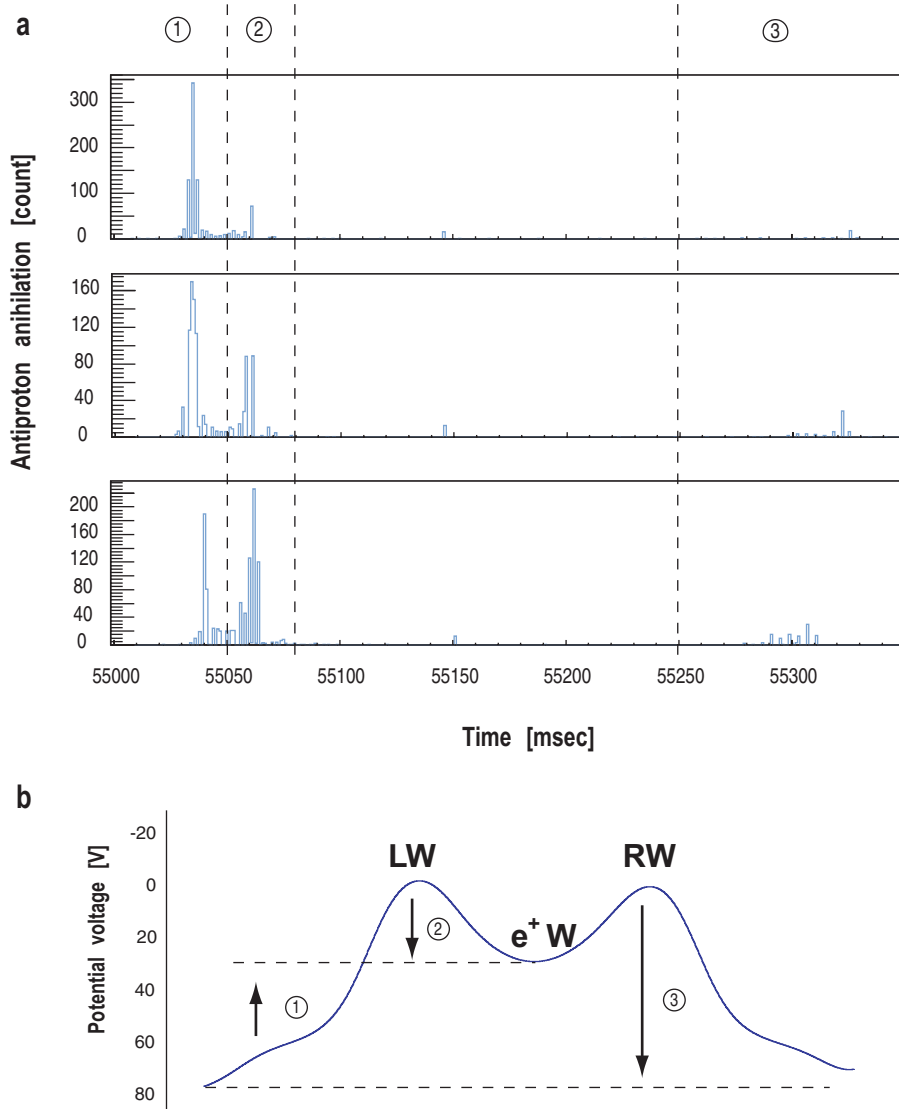 a
① ② ③
Antiproton anihilation [count]
300
200
100
0
160
120
80
40
0
200
160
120
80
40
0
55000 55050 55100 55150 55200 55250 55300
Time [msec]
b
Potential voltage [V]
-20
0
20
40
60
80
LW RW
e⁺ W
②
①
③